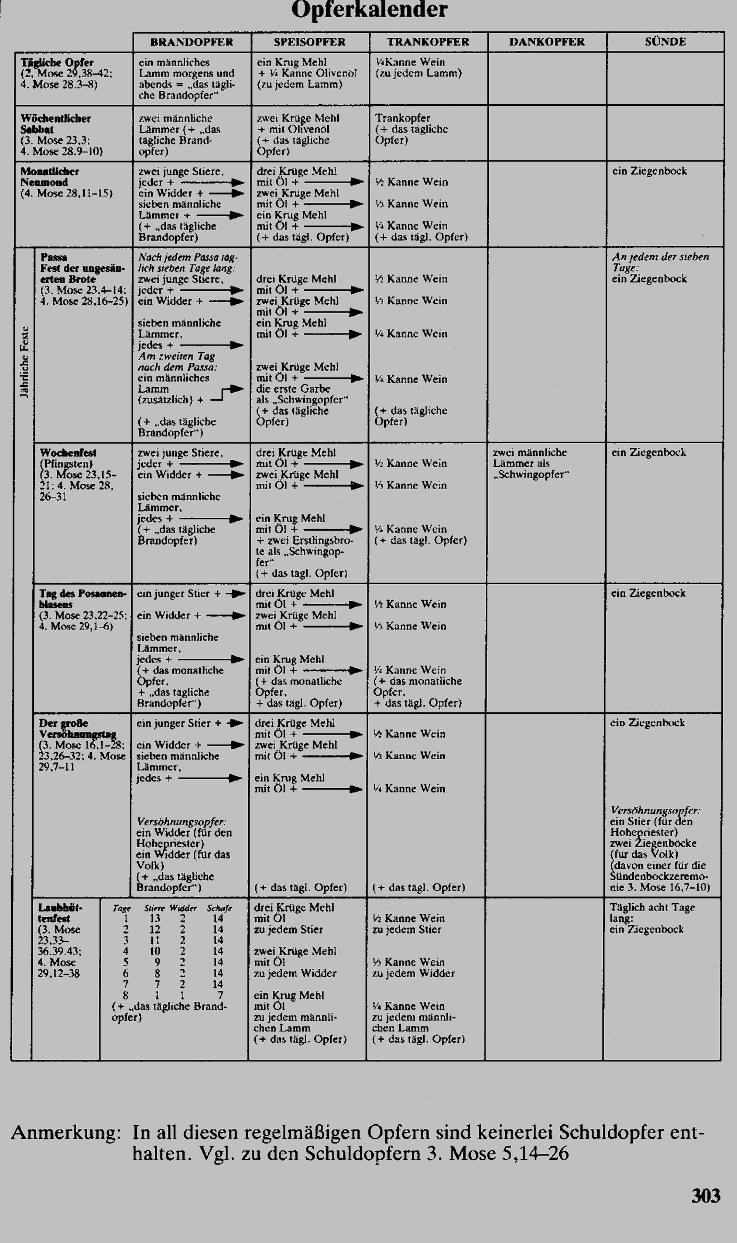 Opferkalender
BRANDOPFER SPEISOPFER TRANKOPFER DANKOPFER SÜNDE
Tägliche Opfer
(2. Mose 29,38–42;
4. Mose 28,3–8)
ein männliches
Lamm morgens und
abends = „das tägli-
che Brandopfer“
ein Krug Mehl
+ ¼ Kanne Olivenöl
(zu jedem Lamm)
¼ Kanne Wein
(zu jedem Lamm)
Wöchentlicher
Sabbat
(3. Mose 23,3;
4. Mose 28,9–10)
zwei männliche
Lämmer (+ „das
tägliche Brand-
opfer)
zwei Krüge Mehl
+ mit Olivenöl
(+ das tägliche
Opfer)
Trankopfer
(+ das tägliche
Opfer)
Monatlicher
Neumond
(4. Mose 28,11–15)
zwei junge Stiere,
jeder +
ein Widder +
sieben männliche
Lämmer +
(+ „das tägliche
Brandopfer)
drei Krüge Mehl
mit Öl +
zwei Krüge Mehl
mit Öl +
ein Krug Mehl
mit Öl +
(+ das tägl. Opfer)
½ Kanne Wein
⅓ Kanne Wein
¼ Kanne Wein
(+ das tägl. Opfer)
ein Ziegenbock
Jährliche Feste
Passa
Fest der ungesäu-
erten Brote
(3. Mose 23,4–14;
4. Mose 28,16–25)
Nach jedem Passa täg-
lich sieben Tage lang:
zwei junge Stiere,
jeder +
ein Widder +
sieben männliche
Lämmer,
jedes +
Am zweiten Tag
nach dem Passa:
ein männliches
Lamm
(zusätzlich) +
(+ „das tägliche
Brandopfer“)
drei Krüge Mehl
mit Öl +
zwei Krüge Mehl
mit Öl +
ein Krug Mehl
mit Öl +
zwei Krüge Mehl
mit Öl +
die erste Garbe
als „Schwingopfer“
(+ das tägliche
Opfer)
½ Kanne Wein
⅓ Kanne Wein
¼ Kanne Wein
¼ Kanne Wein
(+ das tägliche
Opfer)
An jedem der sieben
Tage:
ein Ziegenbock
Wochenfest
(Pfingsten)
(3. Mose 23,15–
21; 4. Mose 28,
26–31
zwei junge Stiere,
jeder +
ein Widder +
sieben männliche
Lämmer,
jedes +
(+ „das tägliche
Brandopfer)
drei Krüge Mehl
mit Öl +
zwei Krüge Mehl
mit Öl +
ein Krug Mehl
mit Öl +
+ zwei Erstlingsbro-
te als „Schwingop-
fer“
(+ das tägl. Opfer)
½ Kanne Wein
⅓ Kanne Wein
¼ Kanne Wein
(+ das tägl. Opfer)
zwei männliche
Lämmer als
„Schwingopfer“
ein Ziegenbock
Tag des Posaunen-
blasens
(3. Mose 23,22–25;
4. Mose 29,1–6)
ein junger Stier +
ein Widder +
sieben männliche
Lämmer,
jedes +
(+ das monatliche
Opfer,
+ „das tägliche
Brandopfer“)
drei Krüge Mehl
mit Öl +
zwei Krüge Mehl
mit Öl +
ein Krug Mehl
mit Öl +
(+ das monatliche
Opfer,
+ das tägl. Opfer)
½ Kanne Wein
⅓ Kanne Wein
¼ Kanne Wein
(+ das monatliche
Opfer,
+ das tägl. Opfer)
ein Ziegenbock
Der große
Versöhnungstag
(3. Mose 16,1–28;
23,26–32; 4. Mose
29,7–11
ein junger Stier +
ein Widder +
sieben männliche
Lämmer,
jedes +
Versöhnungsopfer:
ein Widder (für den
Hohepriester)
ein Widder (für das
Volk)
(+ „das tägliche
Brandopfer“)
drei Krüge Mehl
mit Öl +
zwei Krüge Mehl
mit Öl +
ein Krug Mehl
mit Öl +
(+ das tägl. Opfer)
½ Kanne Wein
⅓ Kanne Wein
¼ Kanne Wein
(+ das tägl. Opfer)
ein Ziegenbock
Versöhnungsopfer:
ein Stier (für den
Hohepriester)
zwei Ziegenböcke
(für das Volk)
(davon einer für die
Sündenbockzeremo-
nie 3. Mose 16,7–10)
Laubhüt-
tenfest
(3. Mose
23,33–
36.39.43;
4. Mose
29,12–38
Tage Stiere Widder Schafe
1 13 2 14
2 12 2 14
3 11 2 14
4 10 2 14
5 9 2 14
6 8 2 14
7 7 2 14
8 1 1 7
(+ „das tägliche Brand-
opfer)
drei Krüge Mehl
mit Öl
zu jedem Stier
zwei Krüge Mehl
mit Öl
zu jedem Widder
ein Krug Mehl
mit Öl
zu jedem männli-
chen Lamm
(+ das tägl. Opfer)
½ Kanne Wein
zu jedem Stier
⅓ Kanne Wein
zu jedem Widder
¼ Kanne Wein
zu jedem männli-
chen Lamm
(+ das tägl. Opfer)
Täglich acht Tage
lang:
ein Ziegenbock
Anmerkung: In all diesen regelmäßigen Opfern sind keinerlei Schuldopfer ent-
halten. Vgl. zu den Schuldopfern 3. Mose 5,14–26
303